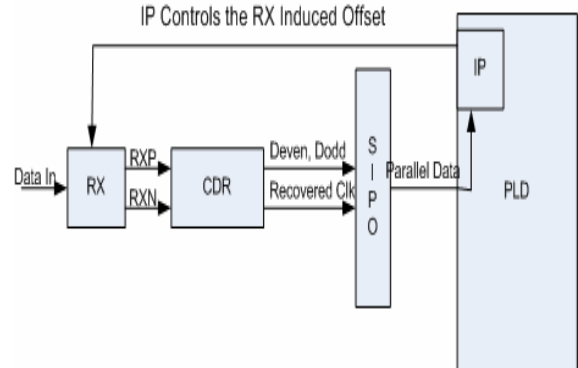 IP Controls the RX Induced Offset
IP
Data In
RX
RXP
RXN
CDR
Deven, Dodd
Recovered Clk
S
I
P
O
Parallel Data
PLD